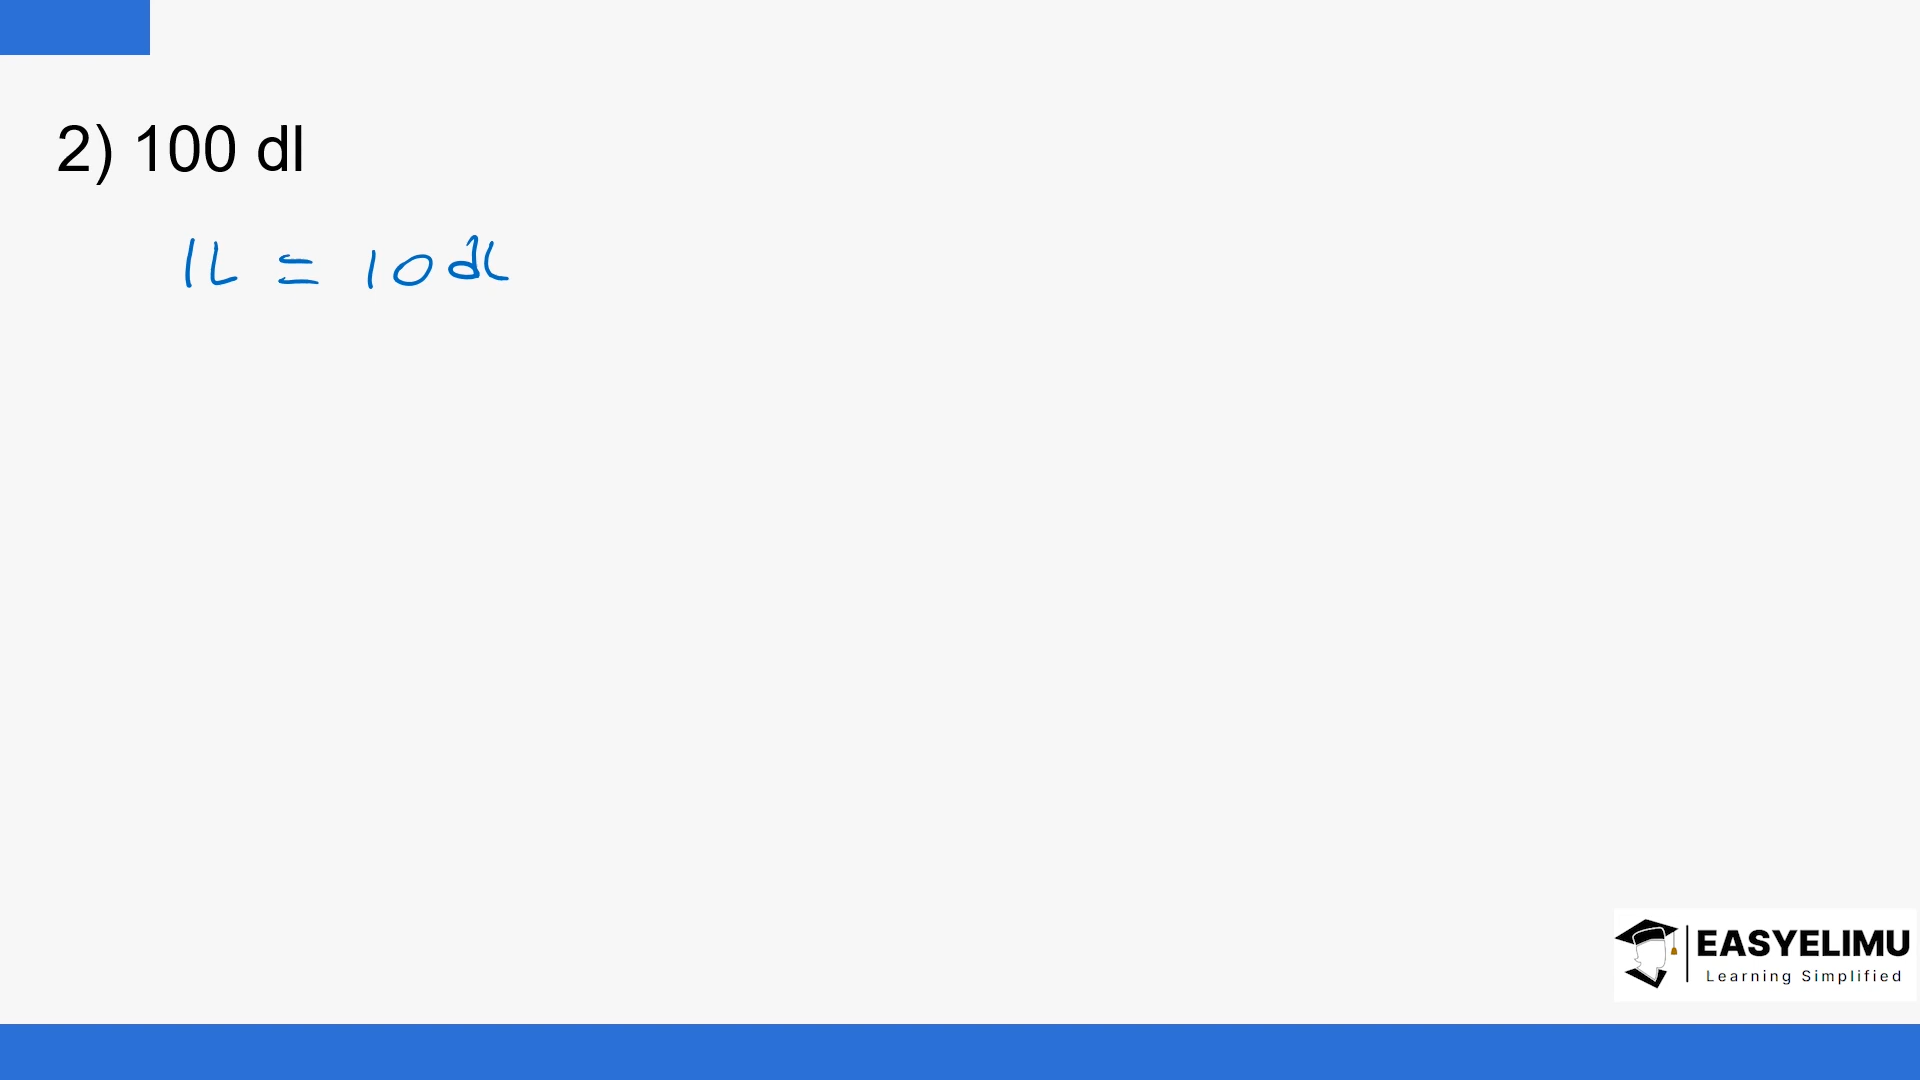 2) 100 dl
1L = 10dl
EASYELIMU
Learning Simplified